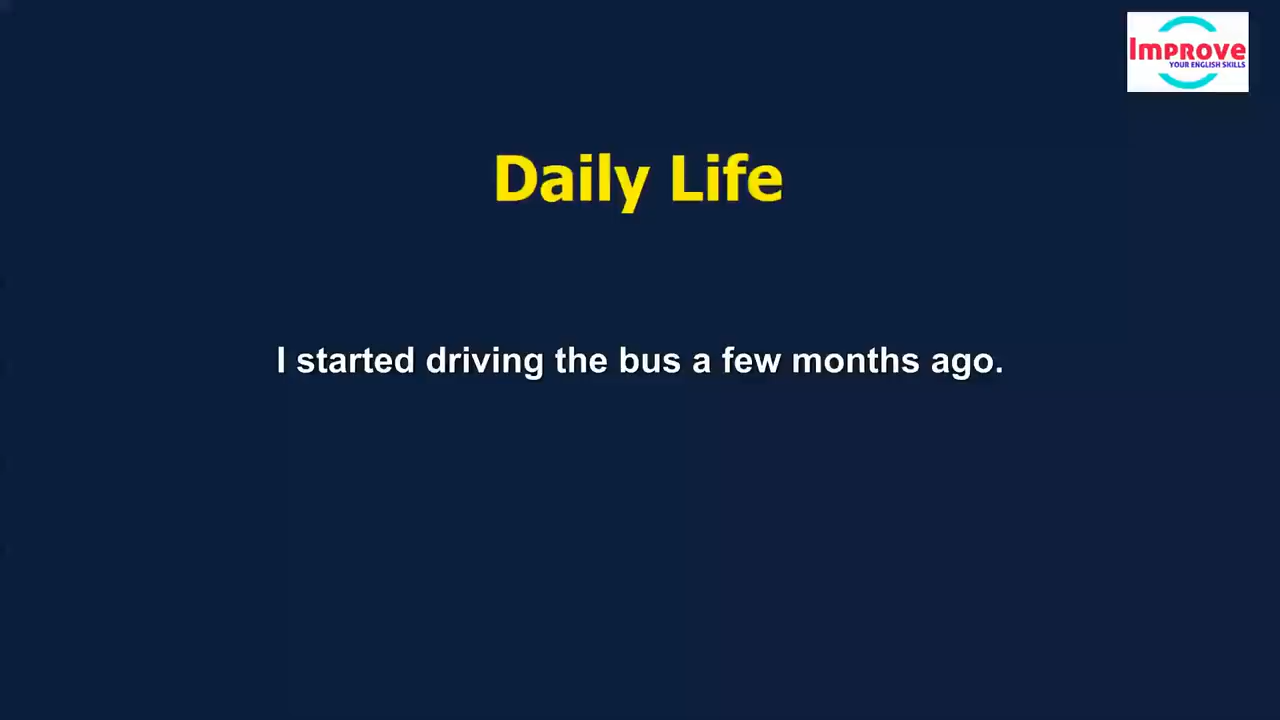 Improve
YOUR ENGLISH SKILLS
Daily Life
I started driving the bus a few months ago.